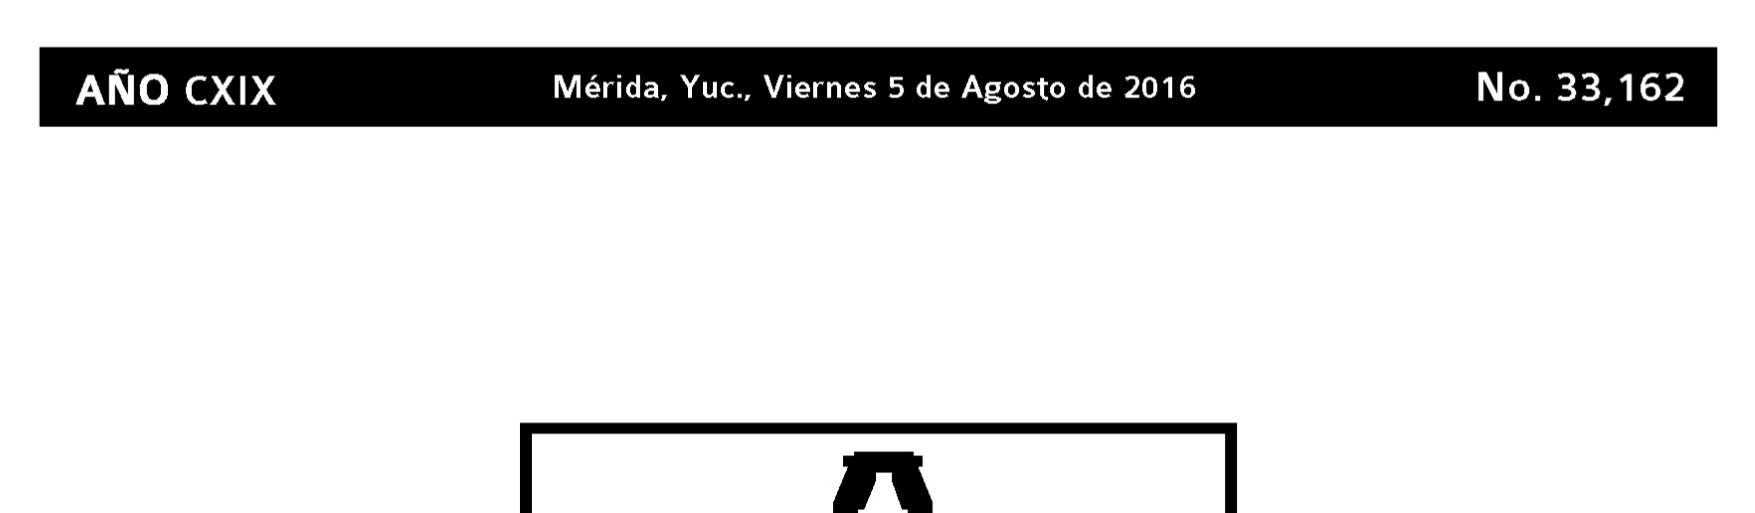 AÑO CXIX Mérida, Yuc., Viernes 5 de Agosto de 2016 No. 33,162